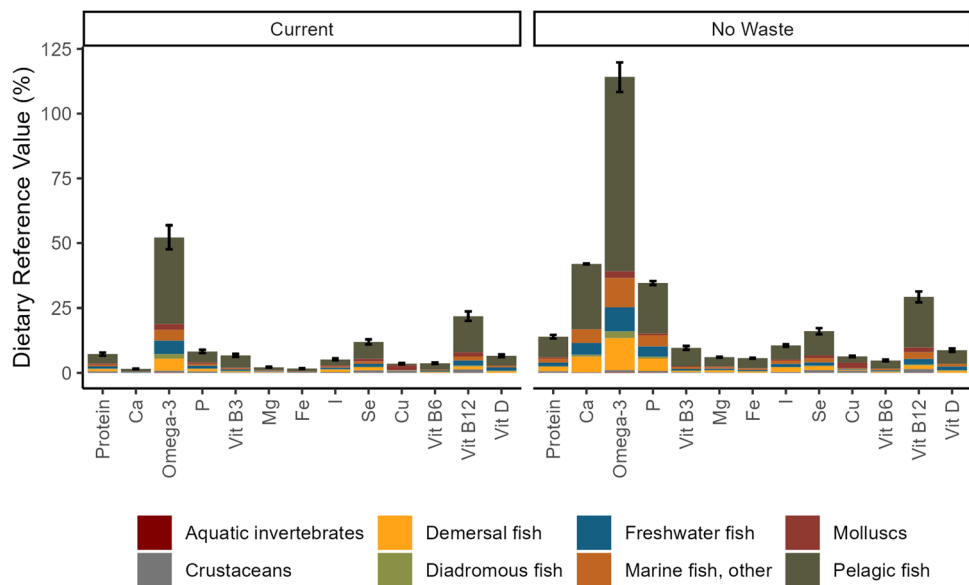 Current
No Waste
Dietary Reference Value (%)
125
100
75
50
25
0
Protein
Ca
Omega-3
P
Vit B3
Mg
Fe
I
Se
Cu
Vit B6
Vit B12
Vit D
Protein
Ca
Omega-3
P
Vit B3
Mg
Fe
I
Se
Cu
Vit B6
Vit B12
Vit D
Aquatic invertebrates
Demersal fish
Freshwater fish
Molluscs
Crustaceans
Diadromous fish
Marine fish, other
Pelagic fish